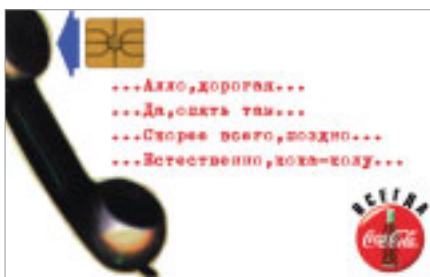 ...Алло,дорогая...
...Да,опять там...
...Скорее всего,поздно...
...Естественно,кока-колу...
ВСЕГДА
Coca-Cola